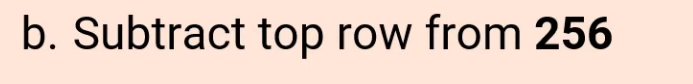 b. Subtract top row from 256